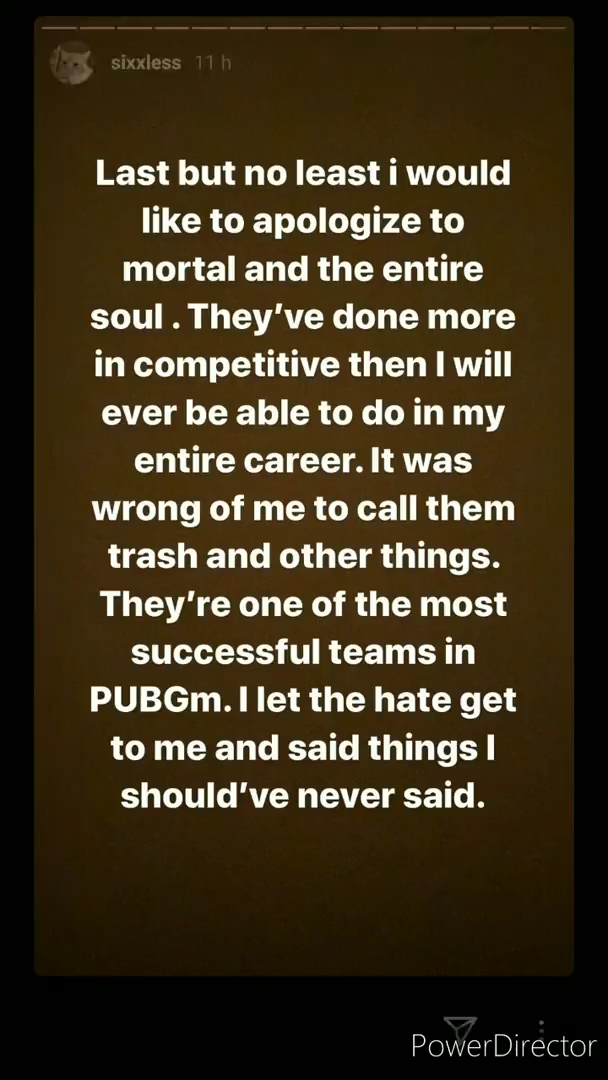 sixxless 11 h
Last but no least i would
like to apologize to
mortal and the entire
soul . They've done more
in competitive then I will
ever be able to do in my
entire career. It was
wrong of me to call them
trash and other things.
They're one of the most
successful teams in
PUBGm. I let the hate get
to me and said things I
should've never said.
PowerDirector